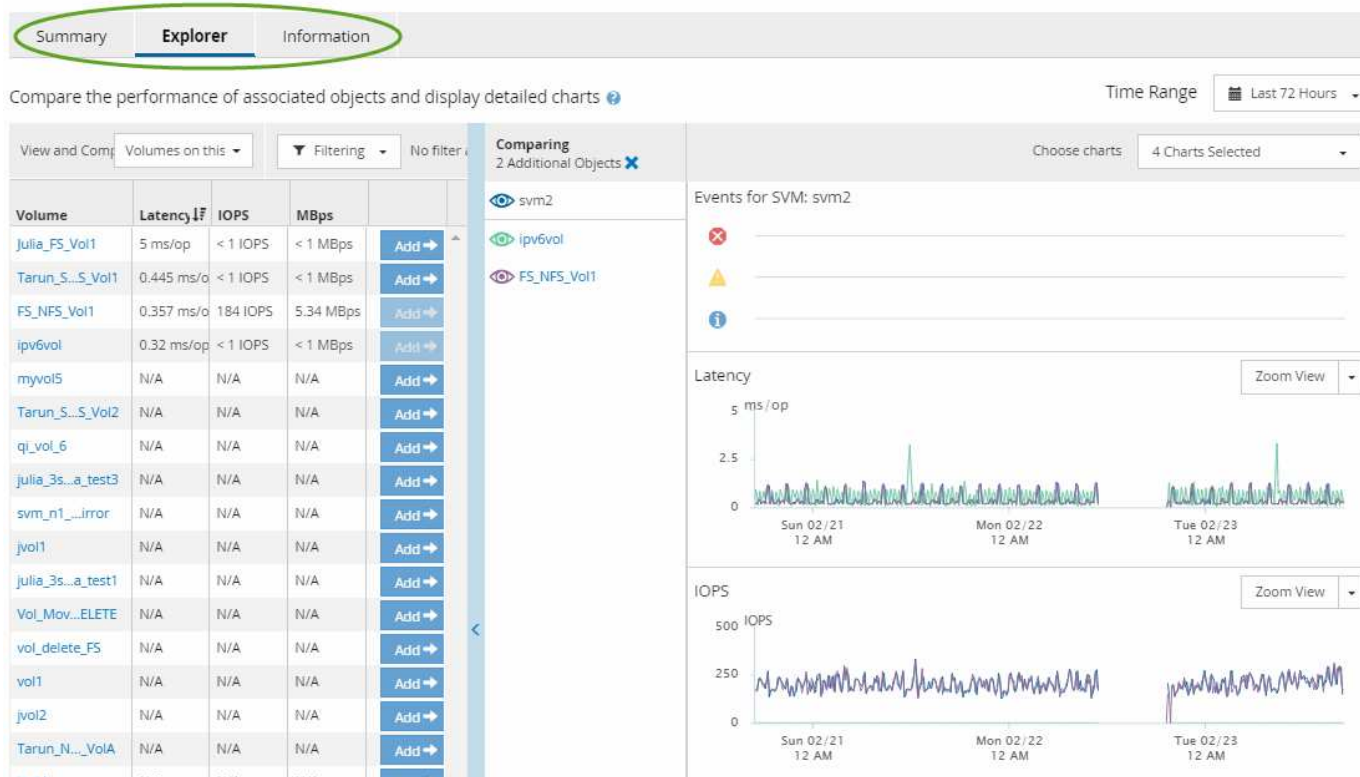 Summary Explorer Information
Compare the performance of associated objects and display detailed charts ?
Time Range Last 72 Hours
View and Comp Volumes on this Filtering No filter
Comparing
2 Additional Objects
Choose charts 4 Charts Selected
Volume Latency IOPS MBps
Julia_FS_Vol1 5 ms/op < 1 IOPS < 1 MBps Add
Tarun_S...S_Vol1 0.445 ms/o < 1 IOPS < 1 MBps Add
FS_NFS_Vol1 0.357 ms/o 184 IOPS 5.34 MBps Add
ipv6vol 0.32 ms/op < 1 IOPS < 1 MBps Add
myvol5 N/A N/A N/A Add
Tarun_S...S_Vol2 N/A N/A N/A Add
qi_vol_6 N/A N/A N/A Add
julia_3s...a_test3 N/A N/A N/A Add
svm_n1_...irror N/A N/A N/A Add
jvol1 N/A N/A N/A Add
julia_3s...a_test1 N/A N/A N/A Add
Vol_Mov...ELETE N/A N/A N/A Add
vol_delete_FS N/A N/A N/A Add
vol1 N/A N/A N/A Add
jvol2 N/A N/A N/A Add
Tarun_N..._VolA N/A N/A N/A Add
svm2
ipv6vol
FS_NFS_Vol1
Events for SVM: svm2
Latency Zoom View
5 ms/op
2.5
0
Sun 02/21 Mon 02/22 Tue 02/23
12 AM 12 AM 12 AM
IOPS Zoom View
500 IOPS
250
0
Sun 02/21 Mon 02/22 Tue 02/23
12 AM 12 AM 12 AM